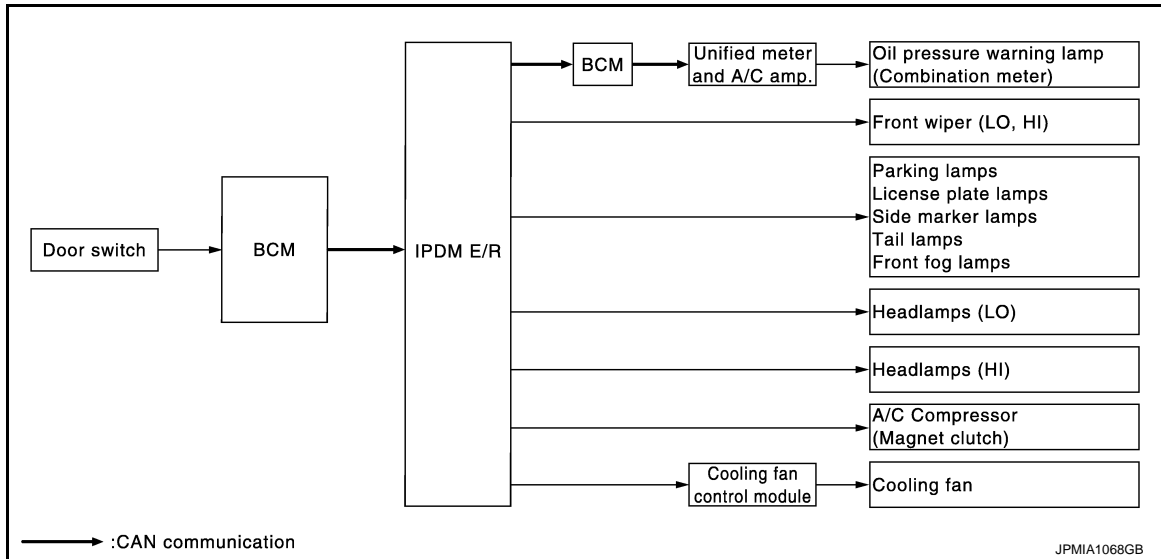 Door switch
BCM
IPDM E/R
BCM
Unified meter
and A/C amp.
Oil pressure warning lamp
(Combination meter)
Front wiper (LO, HI)
Parking lamps
License plate lamps
Side marker lamps
Tail lamps
Front fog lamps
Headlamps (LO)
Headlamps (HI)
A/C Compressor
(Magnet clutch)
Cooling fan
control module
Cooling fan
:CAN communication
JPMIA1068GB